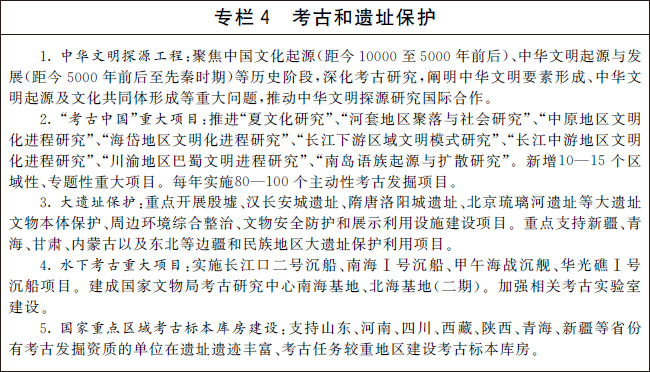 专栏 4　考古和遗址保护
1. 中华文明探源工程:聚焦中国文化起源(距今 10000 至 5000 年前后)、中华文明起源与发
展(距今 5000 年前后至先秦时期)等历史阶段,深化考古研究,阐明中华文明要素形成、中华文
明起源及文化共同体形成等重大问题,推动中华文明探源研究国际合作。
2. “考古中国”重大项目:推进“夏文化研究”、“河套地区聚落与社会研究”、“中原地区文明
化进程研究”、“海岱地区文明化进程研究”、“长江下游区域文明模式研究”、“长江中游地区文明
化进程研究”、“川渝地区巴蜀文明进程研究”、“南岛语族起源与扩散研究”。新增10—15 个区
域性、专题性重大项目。每年实施80—100 个主动性考古发掘项目。
3. 大遗址保护:重点开展殷墟、汉长安城遗址、隋唐洛阳城遗址、北京琉璃河遗址等大遗址
文物本体保护、周边环境综合整治、文物安全防护和展示利用设施建设项目。重点支持新疆、青
海、甘肃、内蒙古以及东北等边疆和民族地区大遗址保护利用项目。
4. 水下考古重大项目:实施长江口二号沉船、南海Ⅰ号沉船、甲午海战沉舰、华光礁Ⅰ号
沉船项目。建成国家文物局考古研究中心南海基地、北海基地(二期)。加强相关考古实验室
建设。
5. 国家重点区域考古标本库房建设:支持山东、河南、四川、西藏、陕西、青海、新疆等省份
有考古发掘资质的单位在遗址遗迹丰富、考古任务较重地区建设考古标本库房。